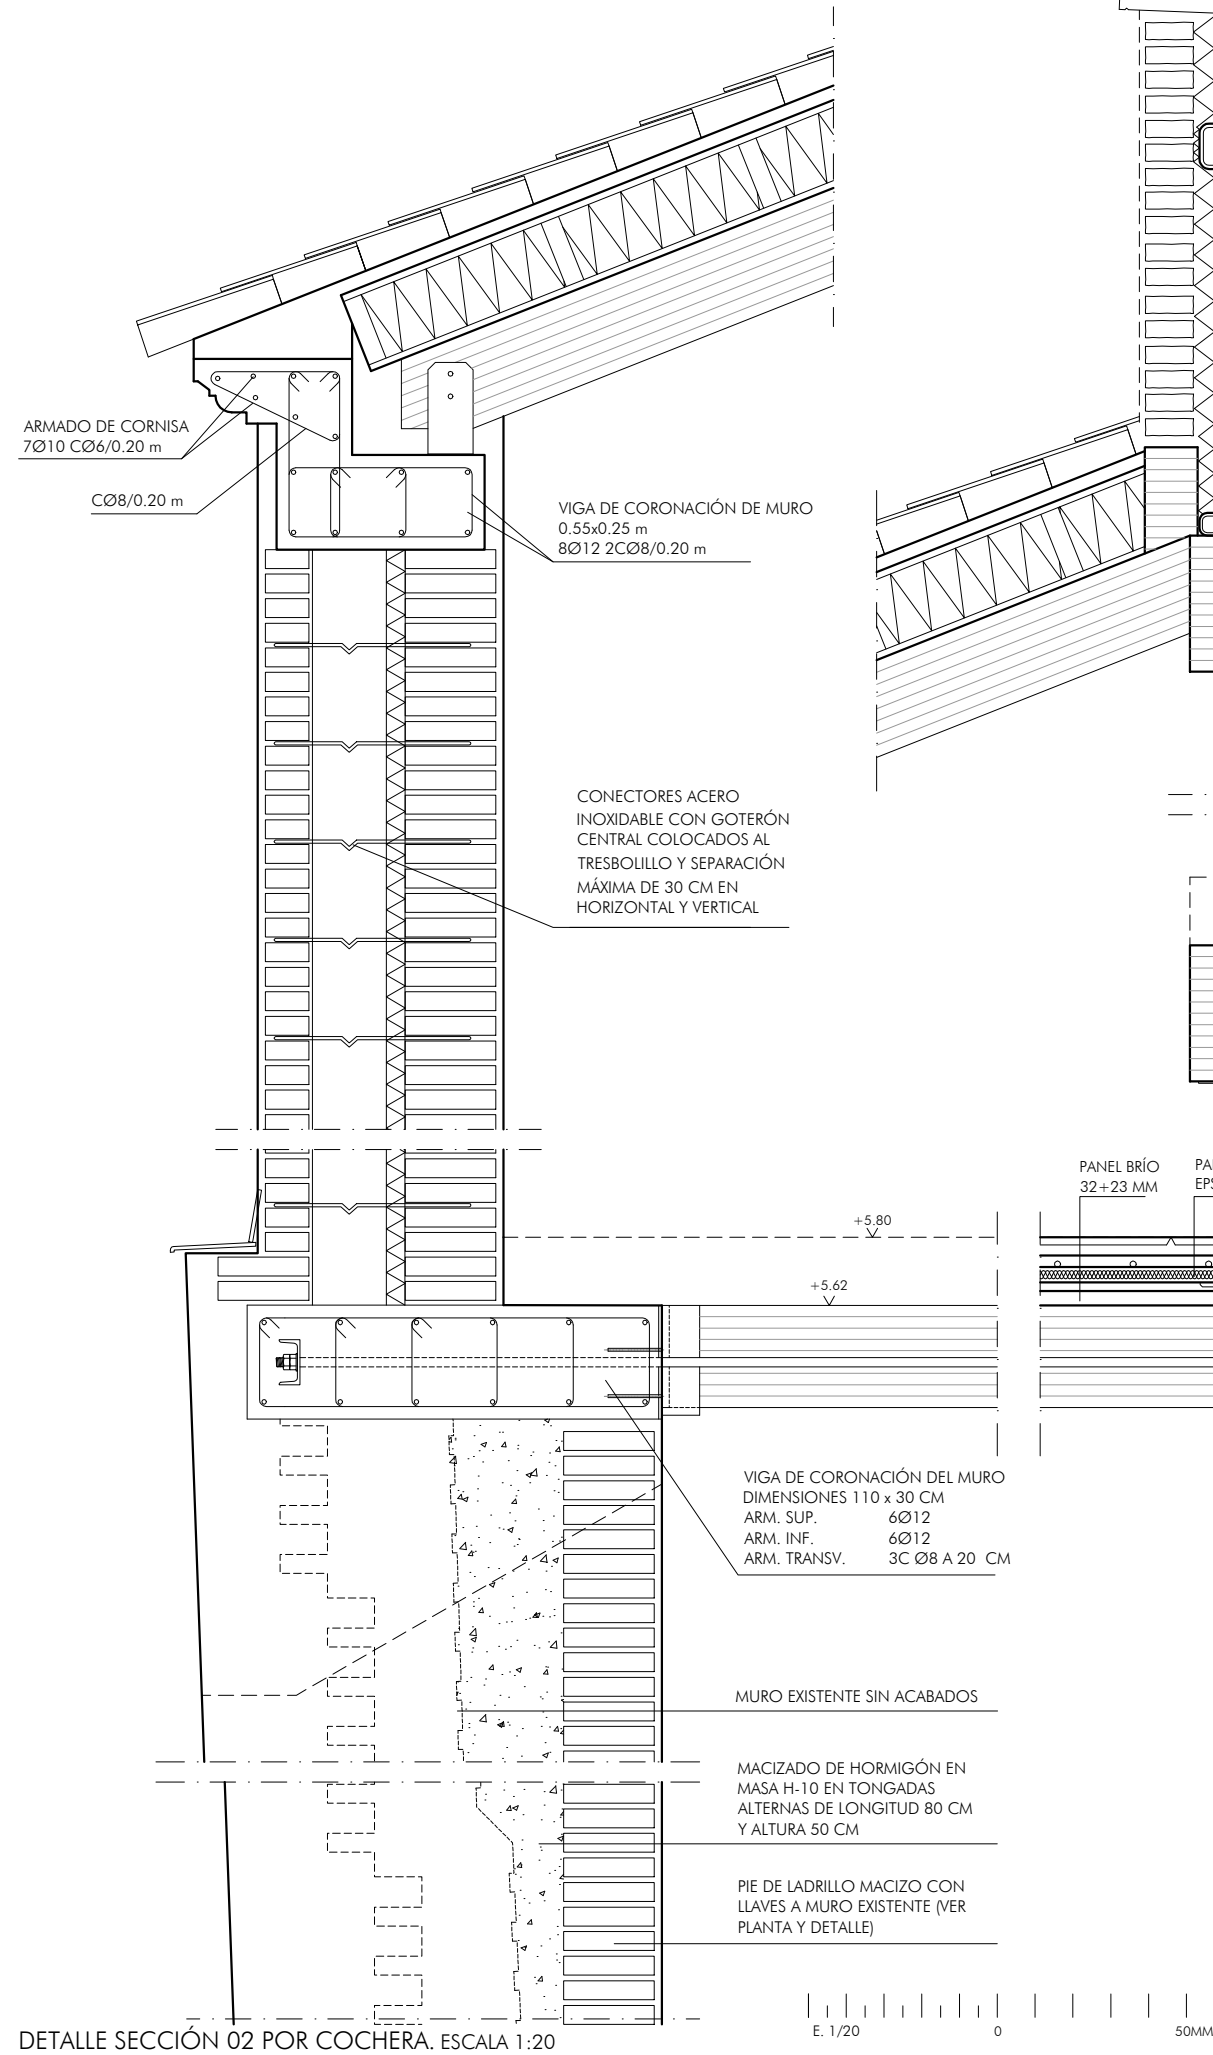 ARMADO DE CORNISA
7Ø10 CØ6/0.20 m
CØ8/0.20 m
VIGA DE CORONACIÓN DE MURO
0.55x0.25 m
8Ø12 2CØ8/0.20 m
CONECTORES ACERO
INOXIDABLE CON GOTERÓN
CENTRAL COLOCADOS AL
TRESBOLILLO Y SEPARACIÓN
MÁXIMA DE 30 CM EN
HORIZONTAL Y VERTICAL
PANEL BRÍO
32+23 MM
PA
EPS
+5.80
+5.62
VIGA DE CORONACIÓN DEL MURO
DIMENSIONES 110 x 30 CM
ARM. SUP. 6Ø12
ARM. INF. 6Ø12
ARM. TRANSV. 3C Ø8 A 20 CM
MURO EXISTENTE SIN ACABADOS
MACIZADO DE HORMIGÓN EN
MASA H-10 EN TONGADAS
ALTERNAS DE LONGITUD 80 CM
Y ALTURA 50 CM
PIE DE LADRILLO MACIZO CON
LLAVES A MURO EXISTENTE (VER
PLANTA Y DETALLE)
DETALLE SECCIÓN 02 POR COCHERA. ESCALA 1:20
E. 1/20 0 50MM